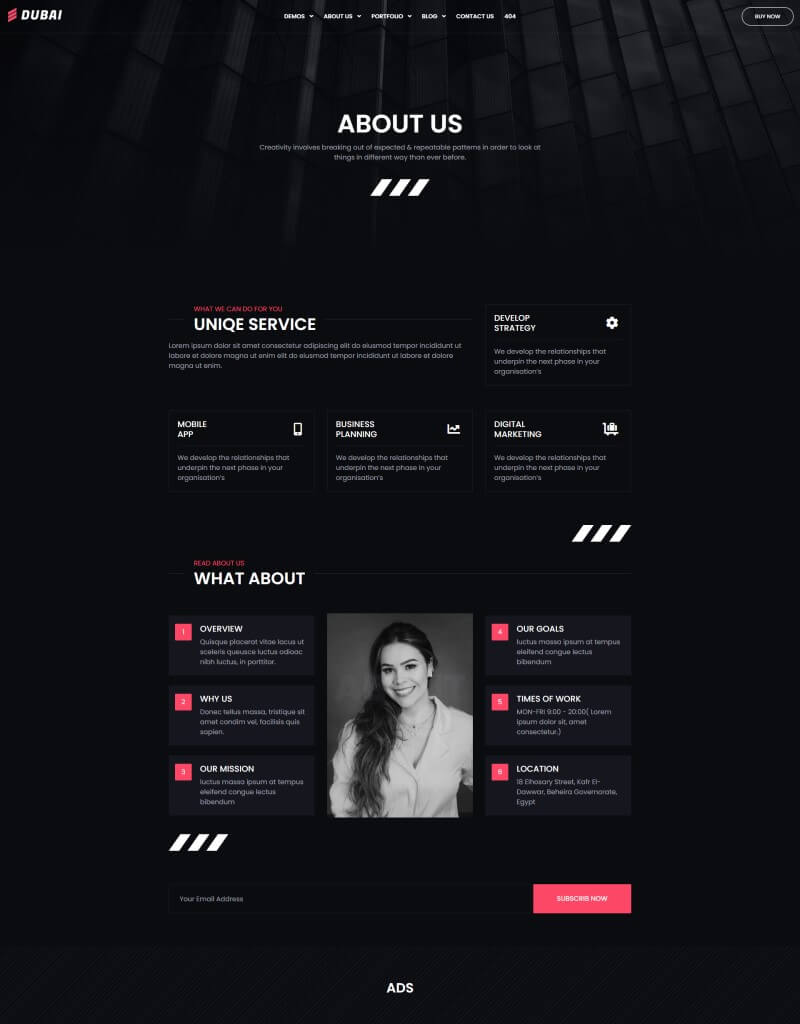 DUBAI
DEMOS ABOUT US PORTFOLIO BLOG CONTACT US 404
BUY NOW
ABOUT US
Creativity involves breaking out of expected & repeatable patterns in order to look at
things in different way than ever before.
WHAT WE CAN DO FOR YOU
UNIQE SERVICE
Lorem ipsum dolor sit amet consectetur adipiscing elit do eiusmod tempor incididunt ut
labore et dolore magna ut enim elit do eiusmod tempor incididunt ut labore et dolore
magna ut enim.
DEVELOP
STRATEGY
We develop the relationships that
underpin the next phase in your
organisation's
MOBILE
APP
We develop the relationships that
underpin the next phase in your
organisation's
BUSINESS
PLANNING
We develop the relationships that
underpin the next phase in your
organisation's
DIGITAL
MARKETING
We develop the relationships that
underpin the next phase in your
organisation's
READ ABOUT US
WHAT ABOUT
1
OVERVIEW
Quisque placerat vitae lacus ut
sceleris queusce luctus odioac
nibh luctus, in porttitor.
2
WHY US
Donec tellus massa, tristique sit
amet condim vel, facilisis quis
sapien.
3
OUR MISSION
luctus massa ipsum at tempus
eleifend congue lectus
bibendum
4
OUR GOALS
luctus massa ipsum at tempus
eleifend congue lectus
bibendum
5
TIMES OF WORK
MON-FRI 9:00 - 20:00( Lorem
ipsum dolor sit, amet
consectetur.)
6
LOCATION
18 Elhosary Street, Kafr El-
Dawwar, Beheira Governorate,
Egypt
Your Email Address
SUBSCRIB NOW
ADS